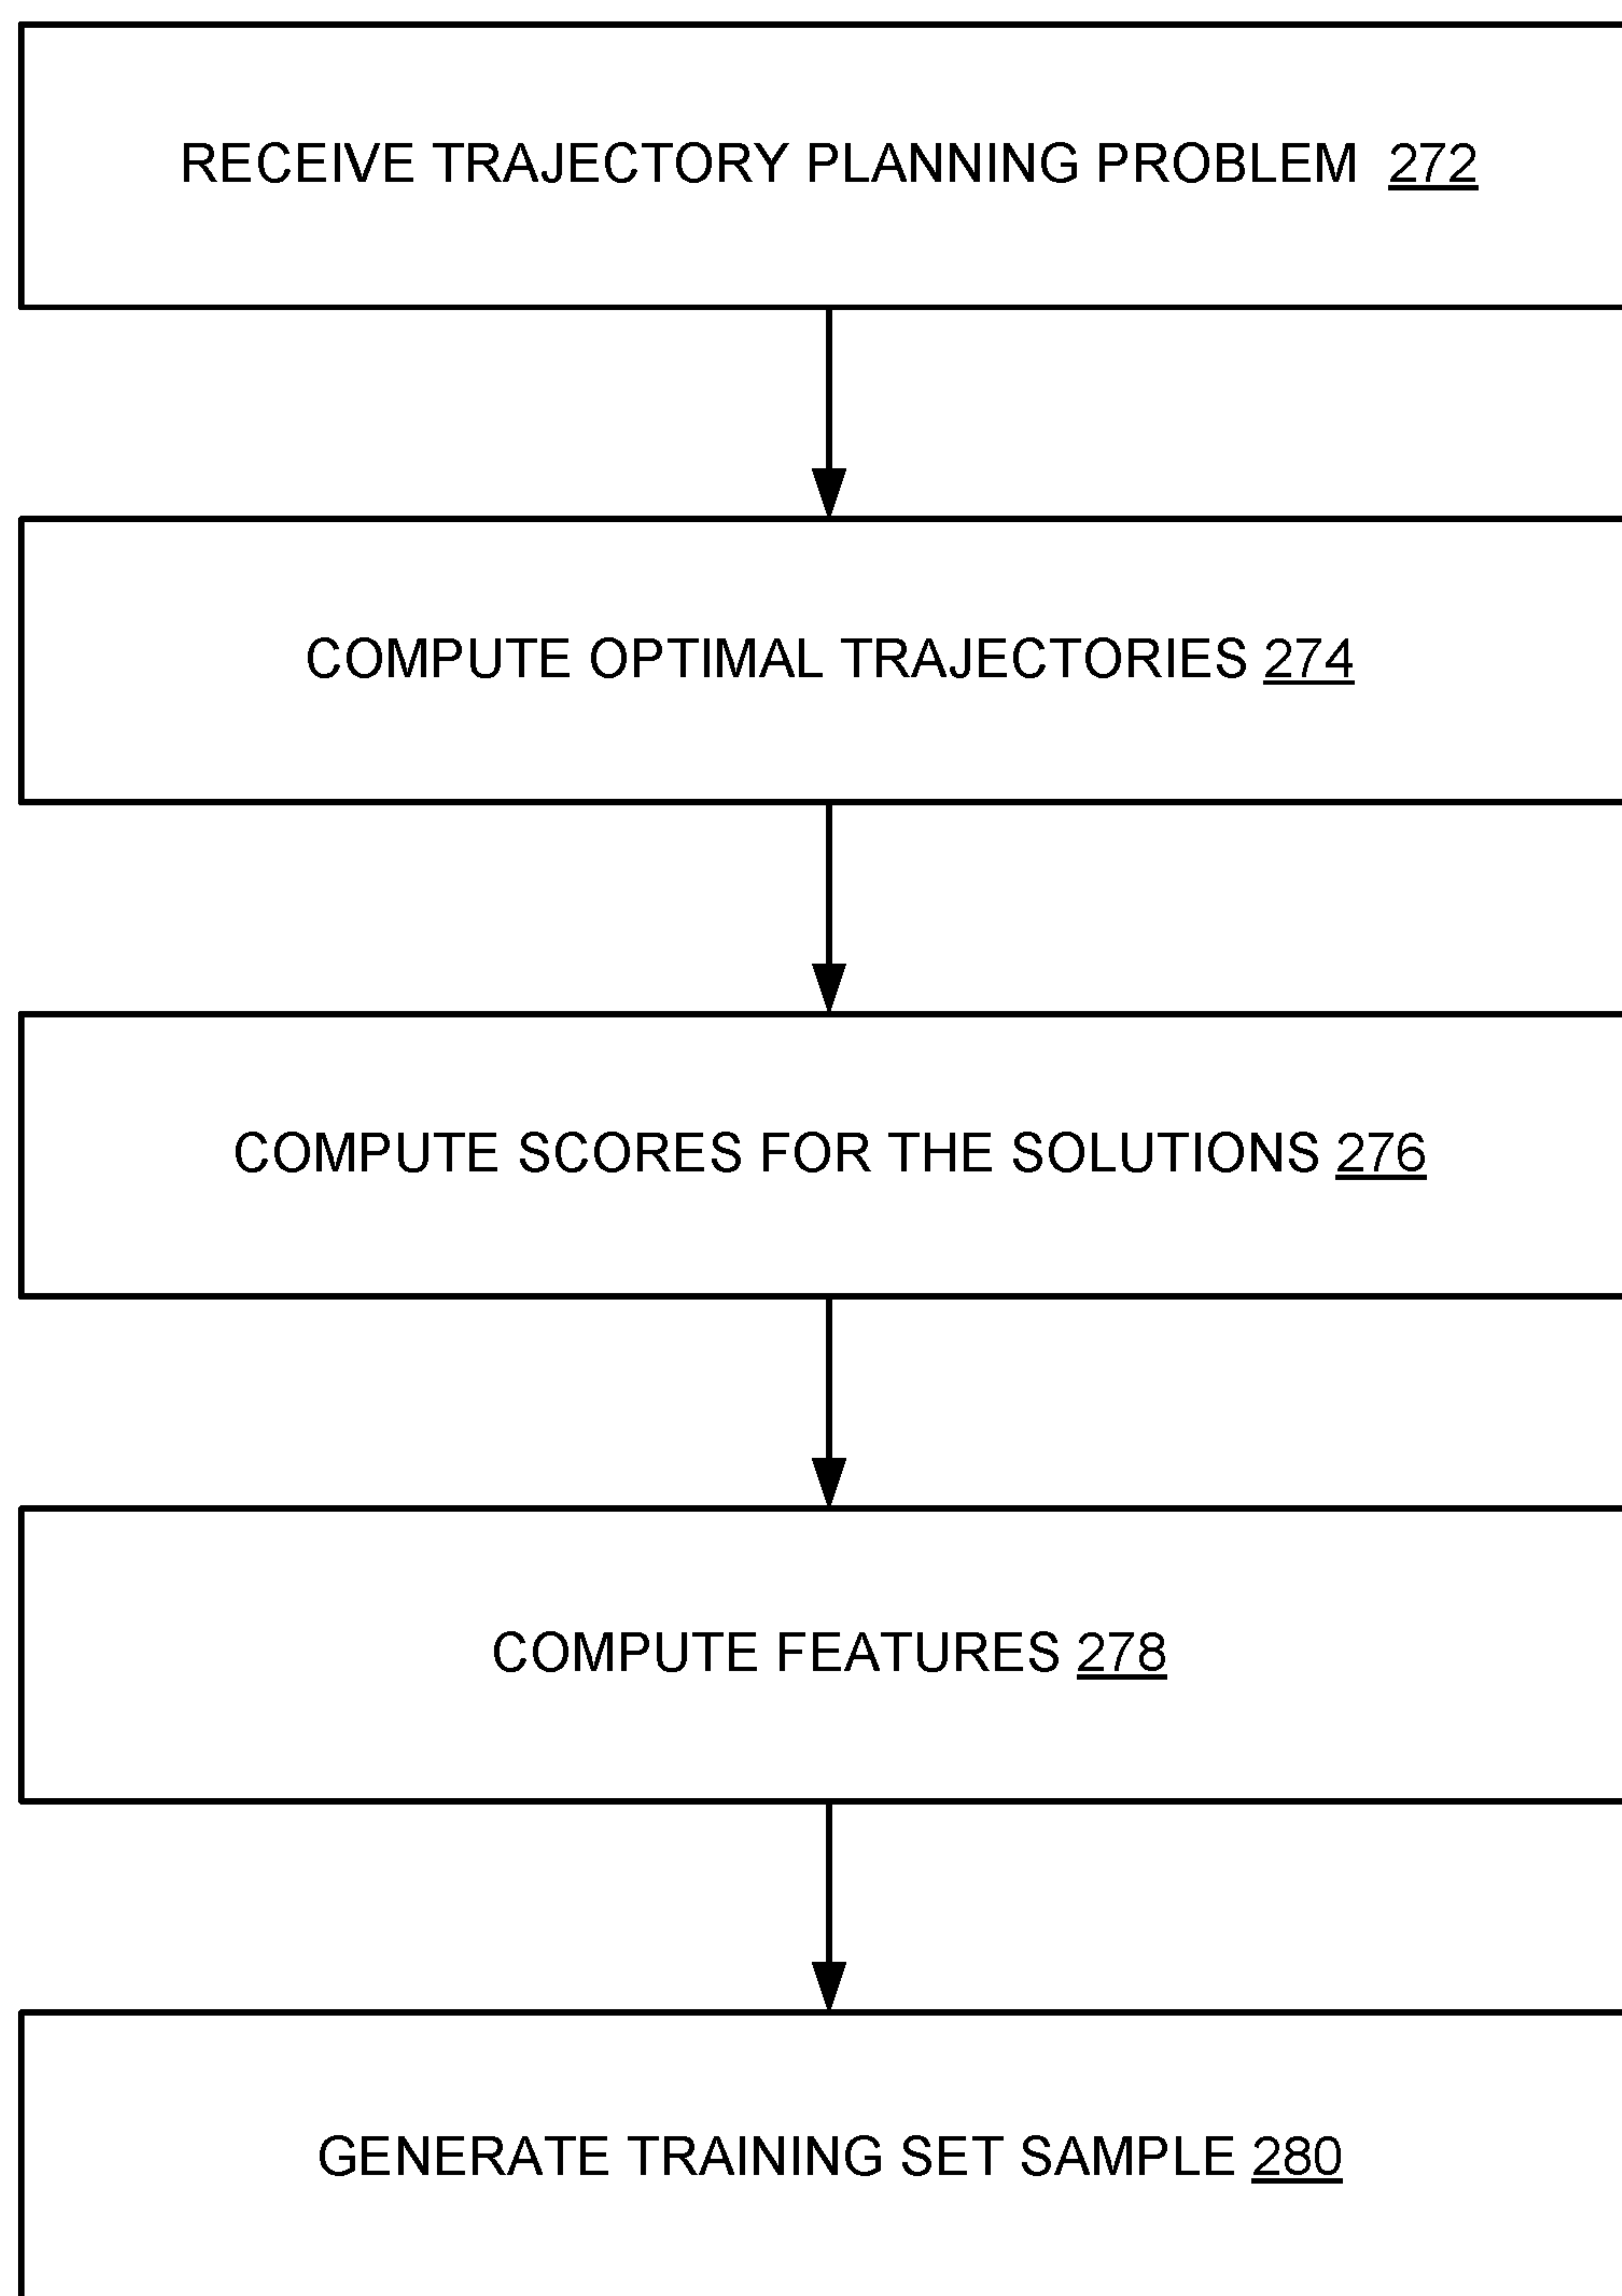 RECEIVE TRAJECTORY PLANNING PROBLEM 272
COMPUTE OPTIMAL TRAJECTORIES 274
COMPUTE SCORES FOR THE SOLUTIONS 276
COMPUTE FEATURES 278
GENERATE TRAINING SET SAMPLE 280